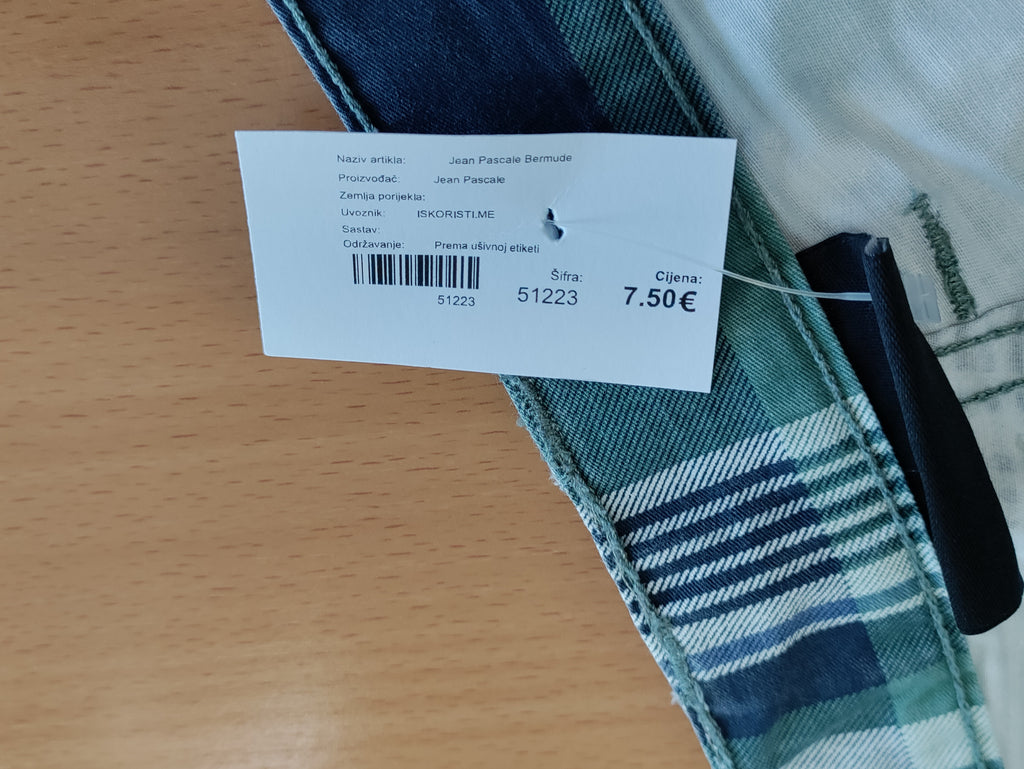 Naziv artikla: Jean Pascale Bermude
Proizvođač: Jean Pascale
Zemlja porijekla:
Uvoznik: ISKORISTI.ME
Sastav:
Održavanje: Prema ušivnoj etiketi
51223
Šifra:
51223
Cijena:
7.50€